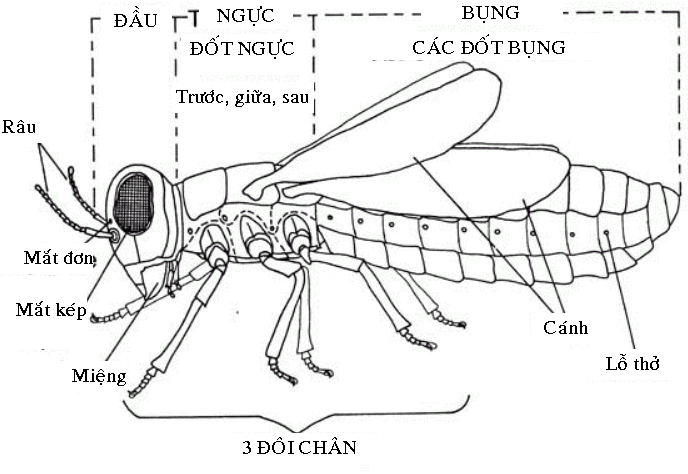 ĐẦU
NGỰC
BỤNG
ĐỐT NGỰC
CÁC ĐỐT BỤNG
Trước, giữa, sau
Râu
Mắt đơn
Mắt kép
Miệng
Cánh
Lỗ thở
3 ĐÔI CHÂN